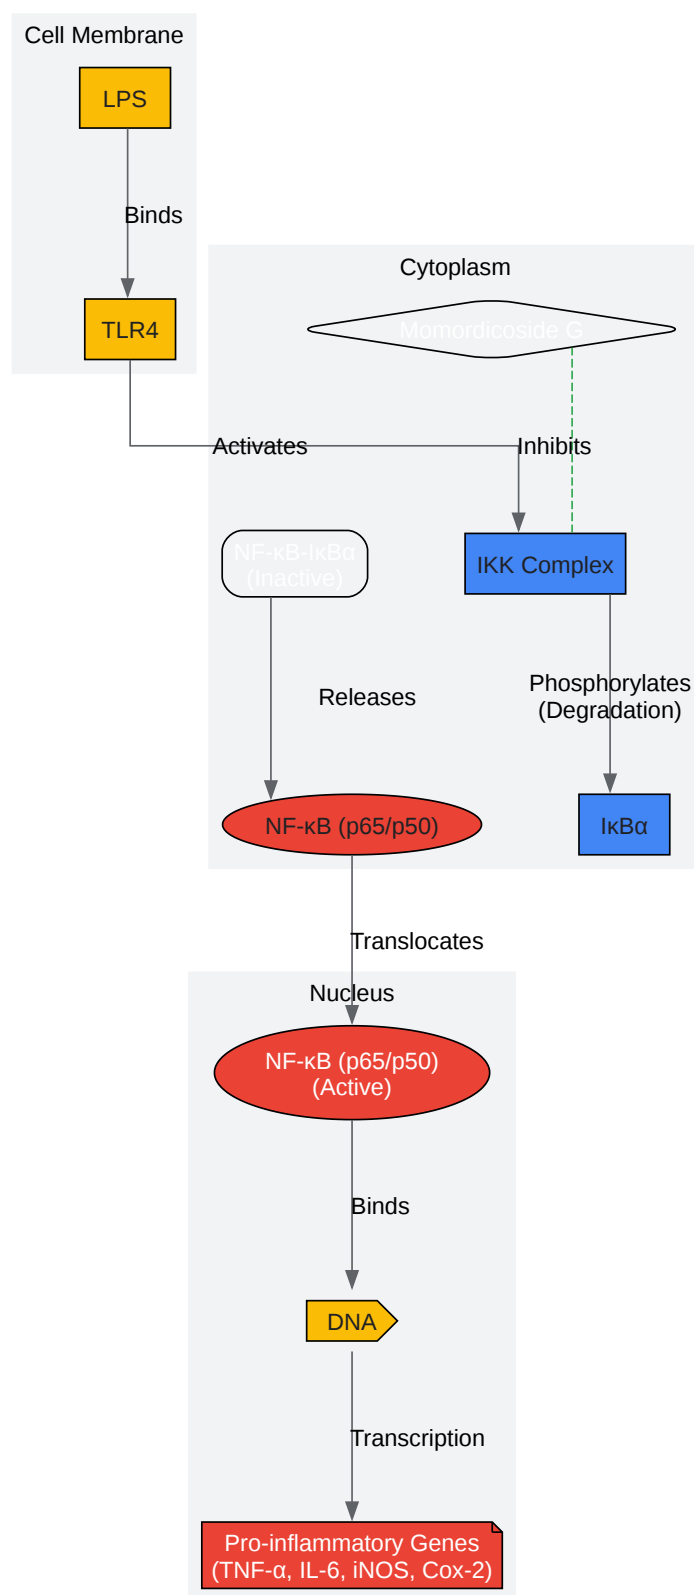 Cell Membrane
LPS
Binds
TLR4
Cytoplasm
Momordicoside G
Activates
Inhibits
NF-κB-IκBα
(Inactive)
IKK Complex
Releases
Phosphorylates
(Degradation)
NF-κB (p65/p50)
IκBα
Translocates
Nucleus
NF-κB (p65/p50)
(Active)
Binds
DNA
Transcription
Pro-inflammatory Genes
(TNF-α, IL-6, iNOS, Cox-2)